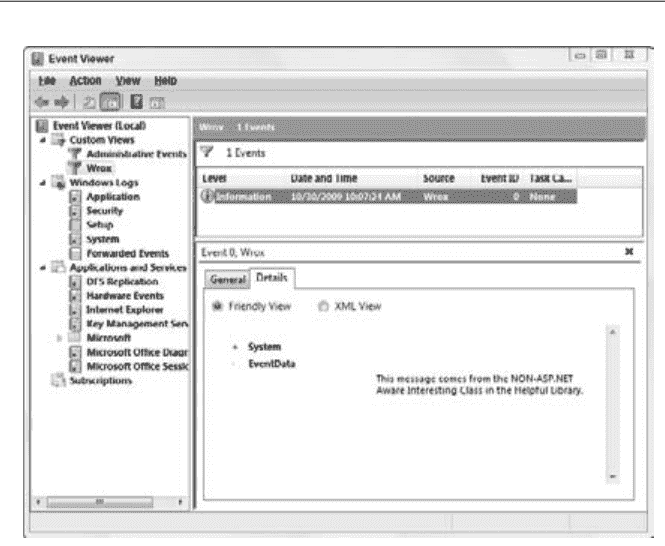 Event Viewer
File Action View Help
Event Viewer (Local)
Custom Views
Administrative Events
Wrox
Windows Logs
Application
Security
Setup
System
Forwarded Events
Applications and Services
DFS Replication
Hardware Events
Internet Explorer
Key Management Serv
Microsoft
Microsoft Office Diagr
Microsoft Office Sessic
Subscriptions
Wrox 1 Events
1 Events
Level Date and Time Source Event ID Task Ca...
Information 10/30/2009 10:07:21 AM Wrox 0 None
Event 0, Wrox
General Details
Friendly View XML View
+ System
- EventData
This message comes from the NON-ASP.NET
Aware Interesting Class in the Helpful Library.